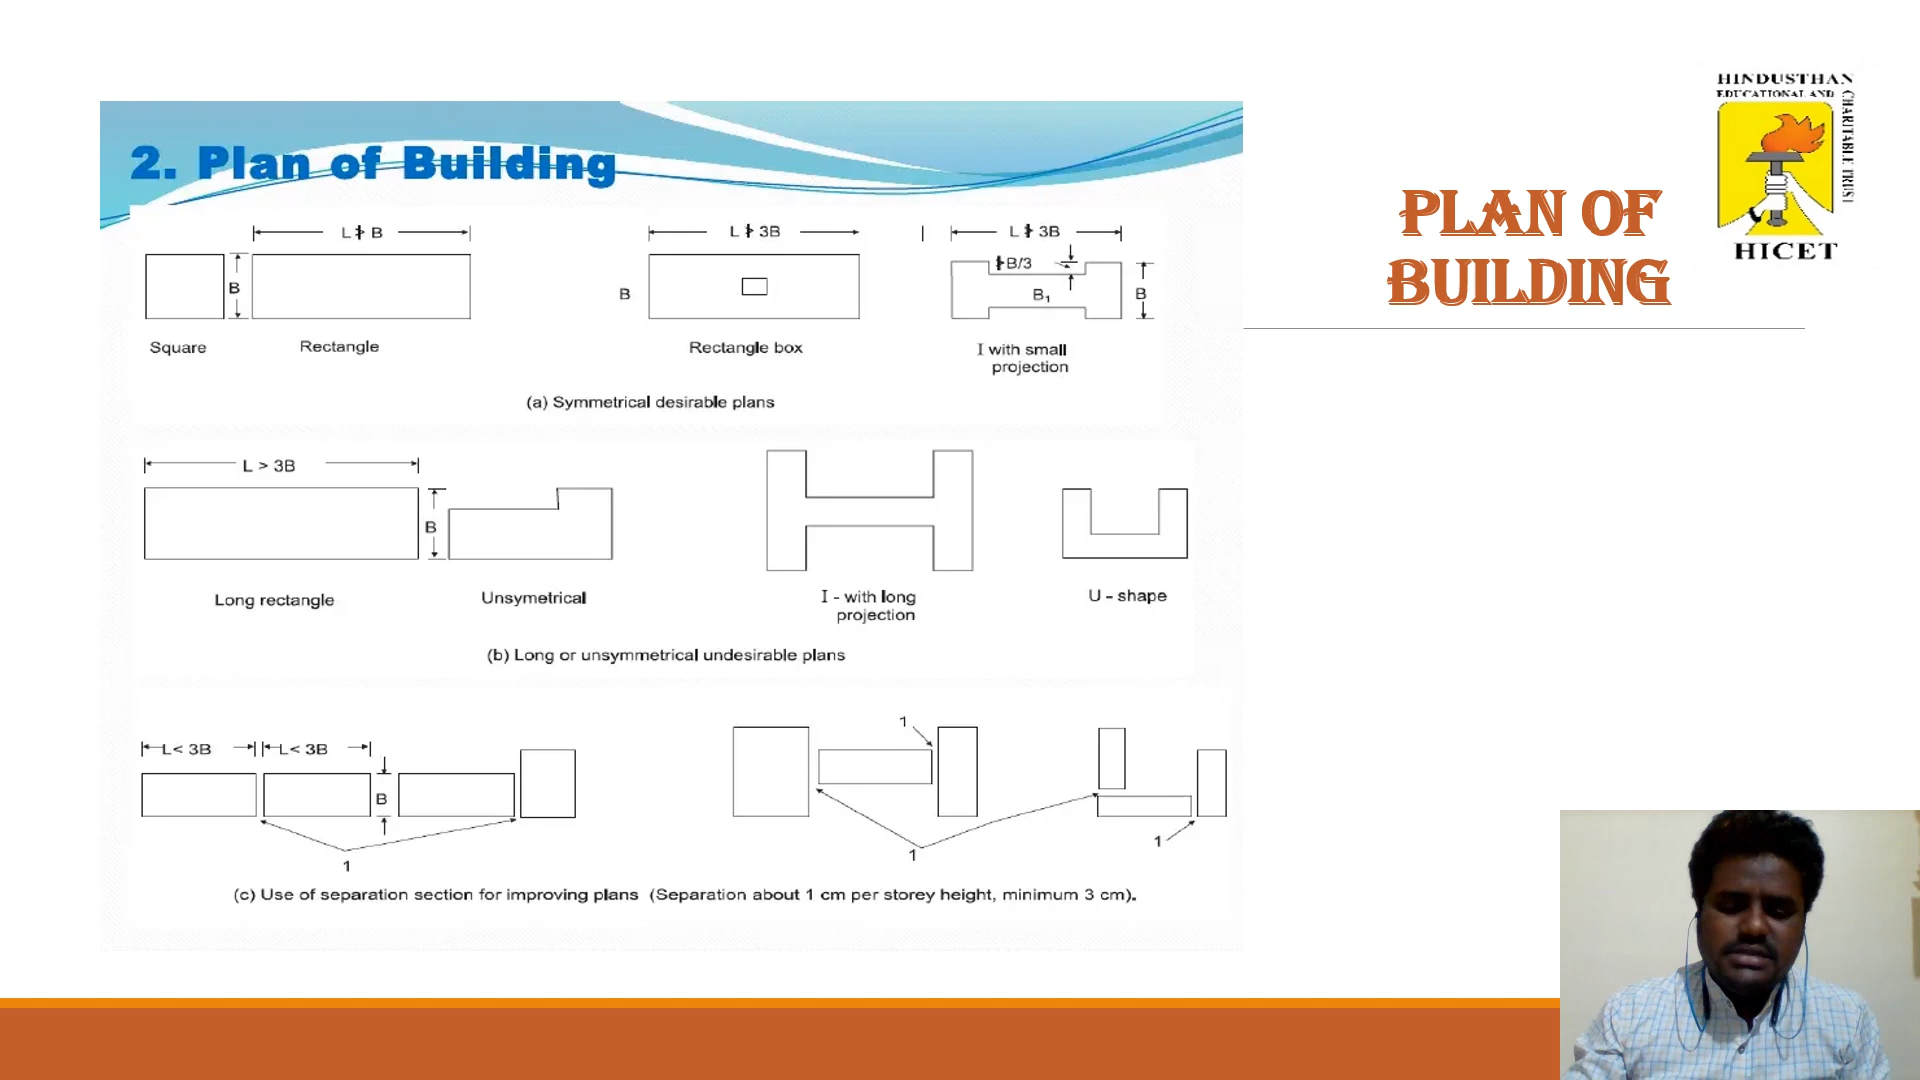 HINDUSTHAN
EDUCATIONAL AND
CHARITABLE TRUST
HICET
PLAN OF
BUILDING
2. Plan of Building
L ∤ B
L ∤ 3B
L ∤ 3B
∤B/3
B
B
B₁
B
Square
Rectangle
Rectangle box
I with small
projection
(a) Symmetrical desirable plans
L > 3B
B
Long rectangle
Unsymetrical
I - with long
projection
U - shape
(b) Long or unsymmetrical undesirable plans
1
L< 3B
L< 3B
B
1
1
1
(c) Use of separation section for improving plans (Separation about 1 cm per storey height, minimum 3 cm).